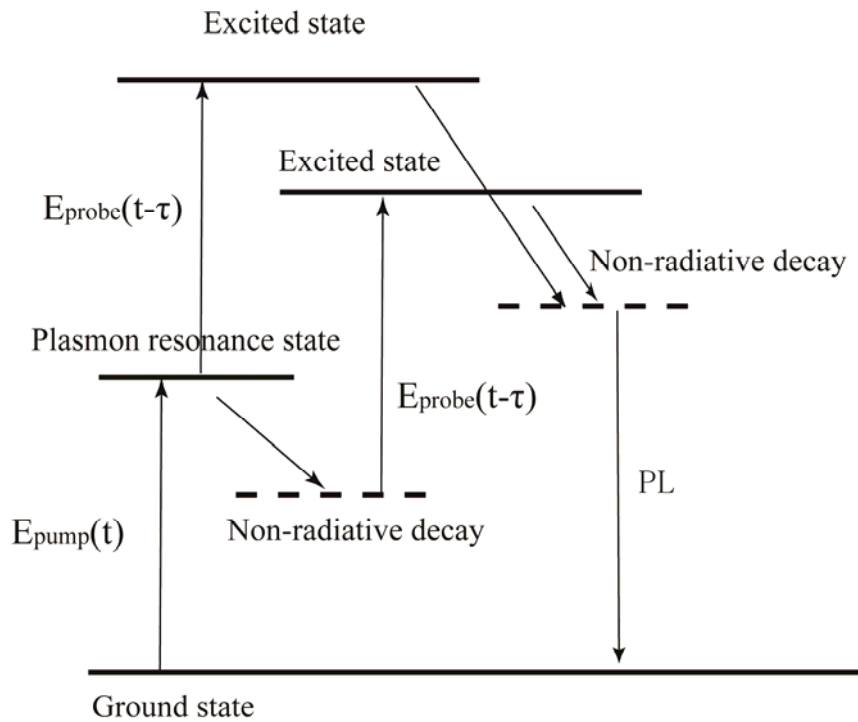 Excited state
Excited state
Eprobe(t-τ)
Non-radiative decay
Plasmon resonance state
Eprobe(t-τ)
PL
Epump(t)
Non-radiative decay
Ground state